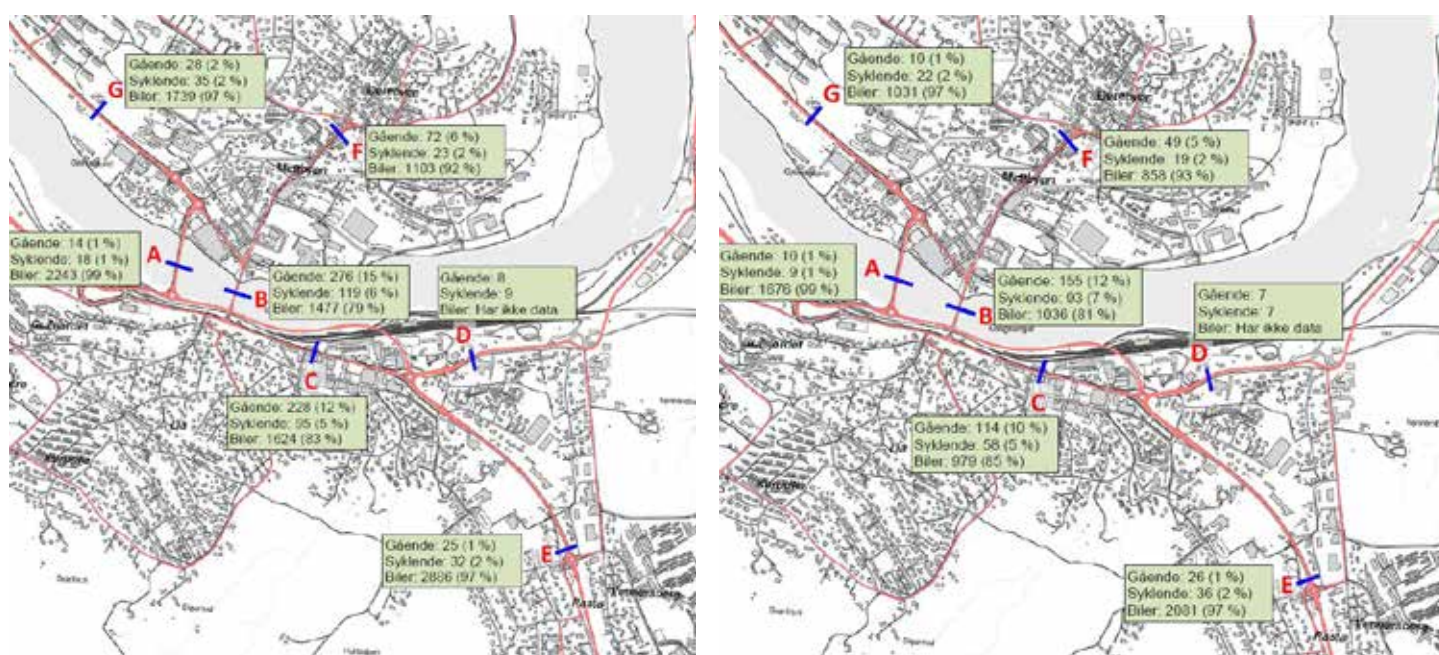 Gående: 28 (2 %)
Syklende: 35 (2 %)
Biler: 1739 (97 %)
G
F
Gående: 72 (6 %)
Syklende: 23 (2 %)
Biler: 1103 (92 %)
Gående: 14 (1 %)
Syklende: 18 (1 %)
Biler: 2243 (99 %)
A
B
Gående: 276 (15 %)
Syklende: 119 (6 %)
Biler: 1477 (79 %)
Gående: 8
Syklende: 9
Biler: Har ikke data
D
C
Gående: 228 (12 %)
Syklende: 95 (5 %)
Biler: 1624 (83 %)
Lia
Gående: 25 (1 %)
Syklende: 32 (2 %)
Biler: 2886 (97 %)
E
Gående: 10 (1 %)
Syklende: 22 (2 %)
Biler: 1031 (97 %)
G
F
Gående: 49 (5 %)
Syklende: 19 (2 %)
Biler: 858 (93 %)
Gående: 10 (1 %)
Syklende: 9 (1 %)
Biler: 1676 (99 %)
A
B
Gående: 155 (12 %)
Syklende: 93 (7 %)
Biler: 1036 (81 %)
Gående: 7
Syklende: 7
Biler: Har ikke data
D
C
Gående: 114 (10 %)
Syklende: 58 (5 %)
Biler: 979 (85 %)
Lia
Gående: 26 (1 %)
Syklende: 36 (2 %)
Biler: 2081 (97 %)
E